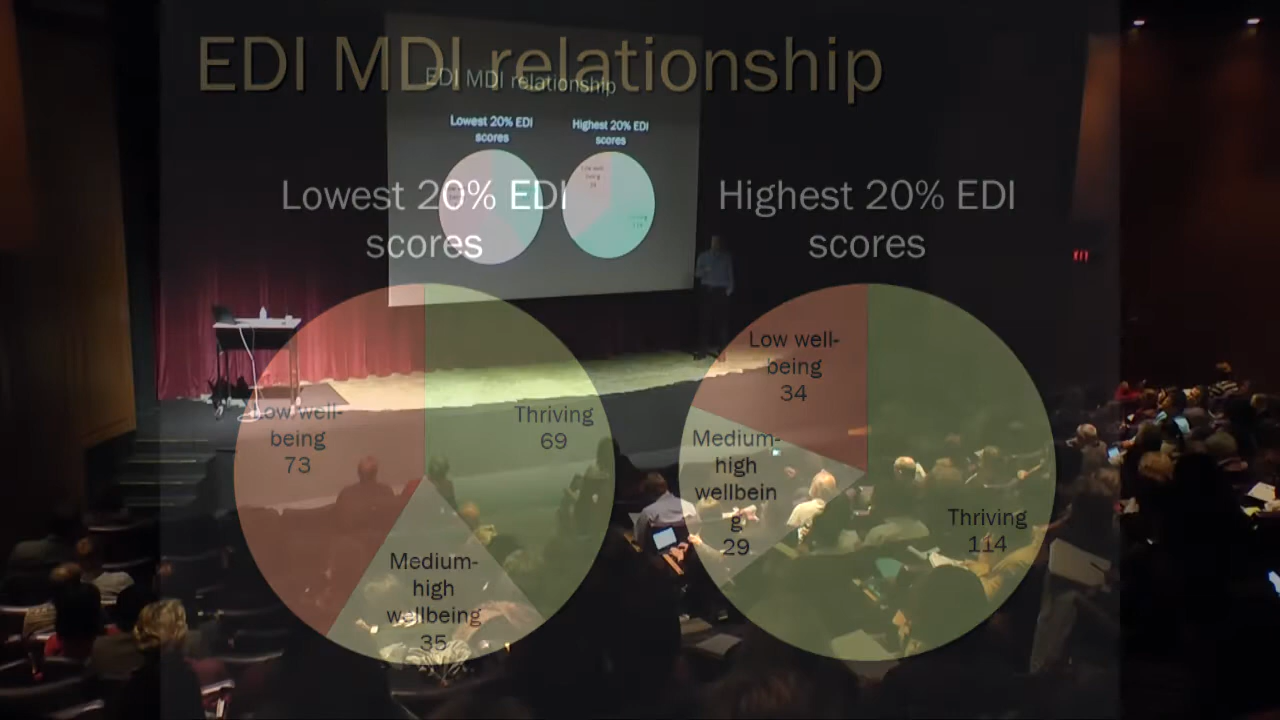 EDI MDI relationship
EDI MDI relationship
Lowest 20% EDI
scores
Highest 20% EDI
scores
Lowest 20% EDI
scores
Highest 20% EDI
scores
Low well-
being
73
Thriving
69
Medium-
high
wellbeing
35
Low well-
being
34
Medium-
high
wellbein
g
29
Thriving
114